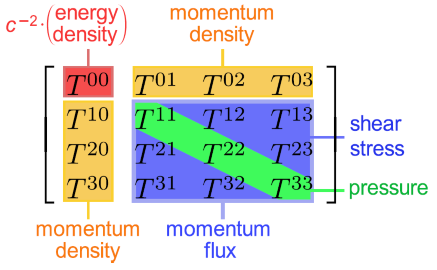 c⁻²·(energy density)
momentum density
T⁰⁰ T⁰¹ T⁰² T⁰³
T¹⁰ T¹¹ T¹² T¹³
T²⁰ T²¹ T²² T²³
T³⁰ T³¹ T³² T³³
shear stress
pressure
momentum density
momentum flux